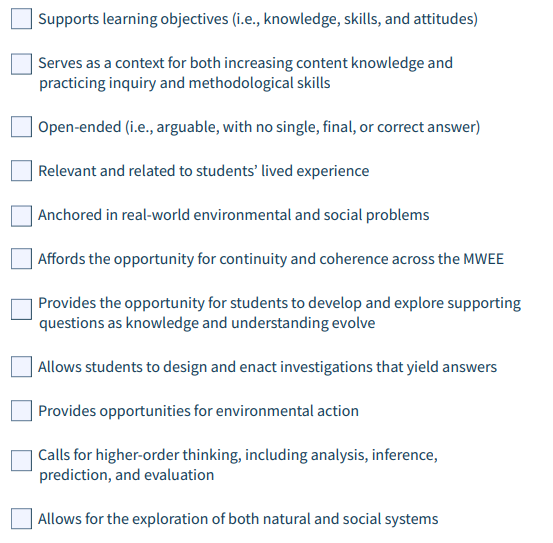 Supports learning objectives (i.e., knowledge, skills, and attitudes)
Serves as a context for both increasing content knowledge and
practicing inquiry and methodological skills
Open-ended (i.e., arguable, with no single, final, or correct answer)
Relevant and related to students’ lived experience
Anchored in real-world environmental and social problems
Affords the opportunity for continuity and coherence across the MWEE
Provides the opportunity for students to develop and explore supporting
questions as knowledge and understanding evolve
Allows students to design and enact investigations that yield answers
Provides opportunities for environmental action
Calls for higher-order thinking, including analysis, inference,
prediction, and evaluation
Allows for the exploration of both natural and social systems